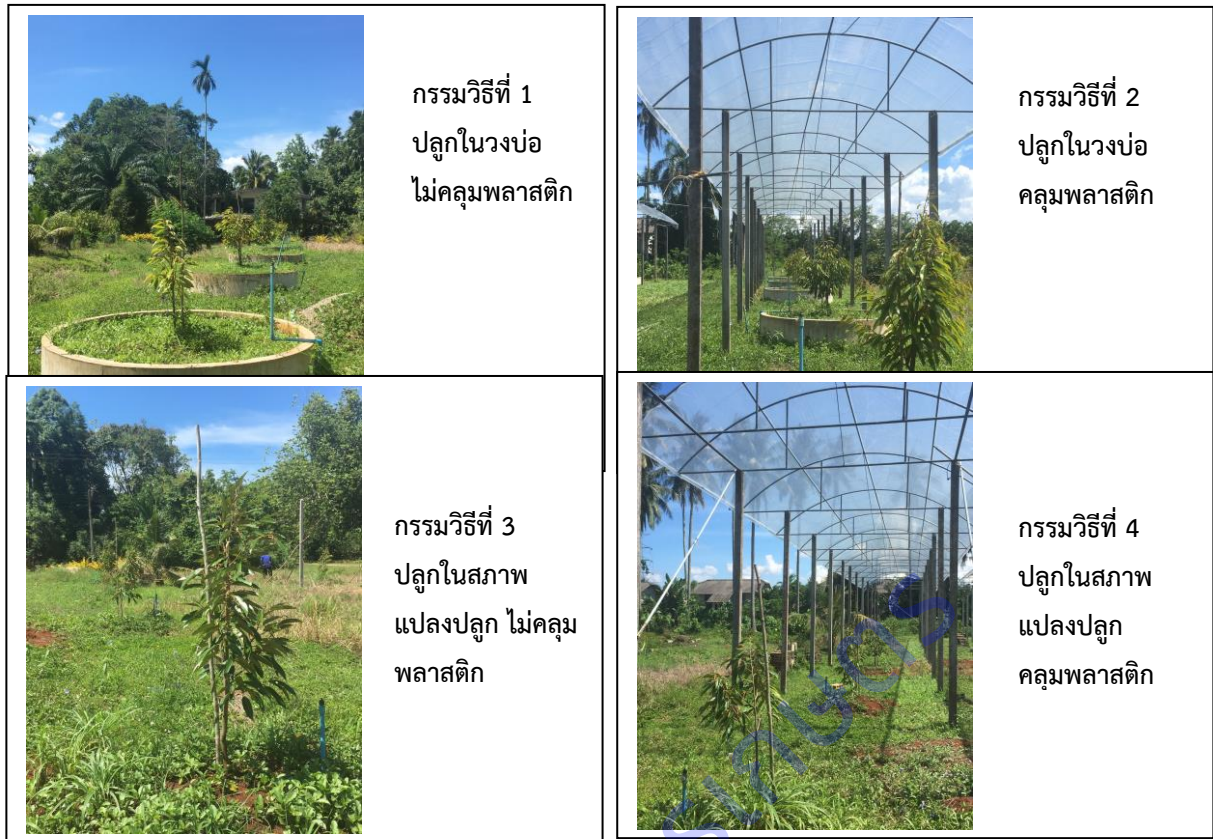 กรรมวิธีที่ 1
ปลูกในวงบ่อ
ไม่คลุมพลาสติก
กรรมวิธีที่ 2
ปลูกในวงบ่อ
คลุมพลาสติก
กรรมวิธีที่ 3
ปลูกในสภาพ
แปลงปลูก ไม่คลุม
พลาสติก
กรรมวิธีที่ 4
ปลูกในสภาพ
แปลงปลูก
คลุมพลาสติก